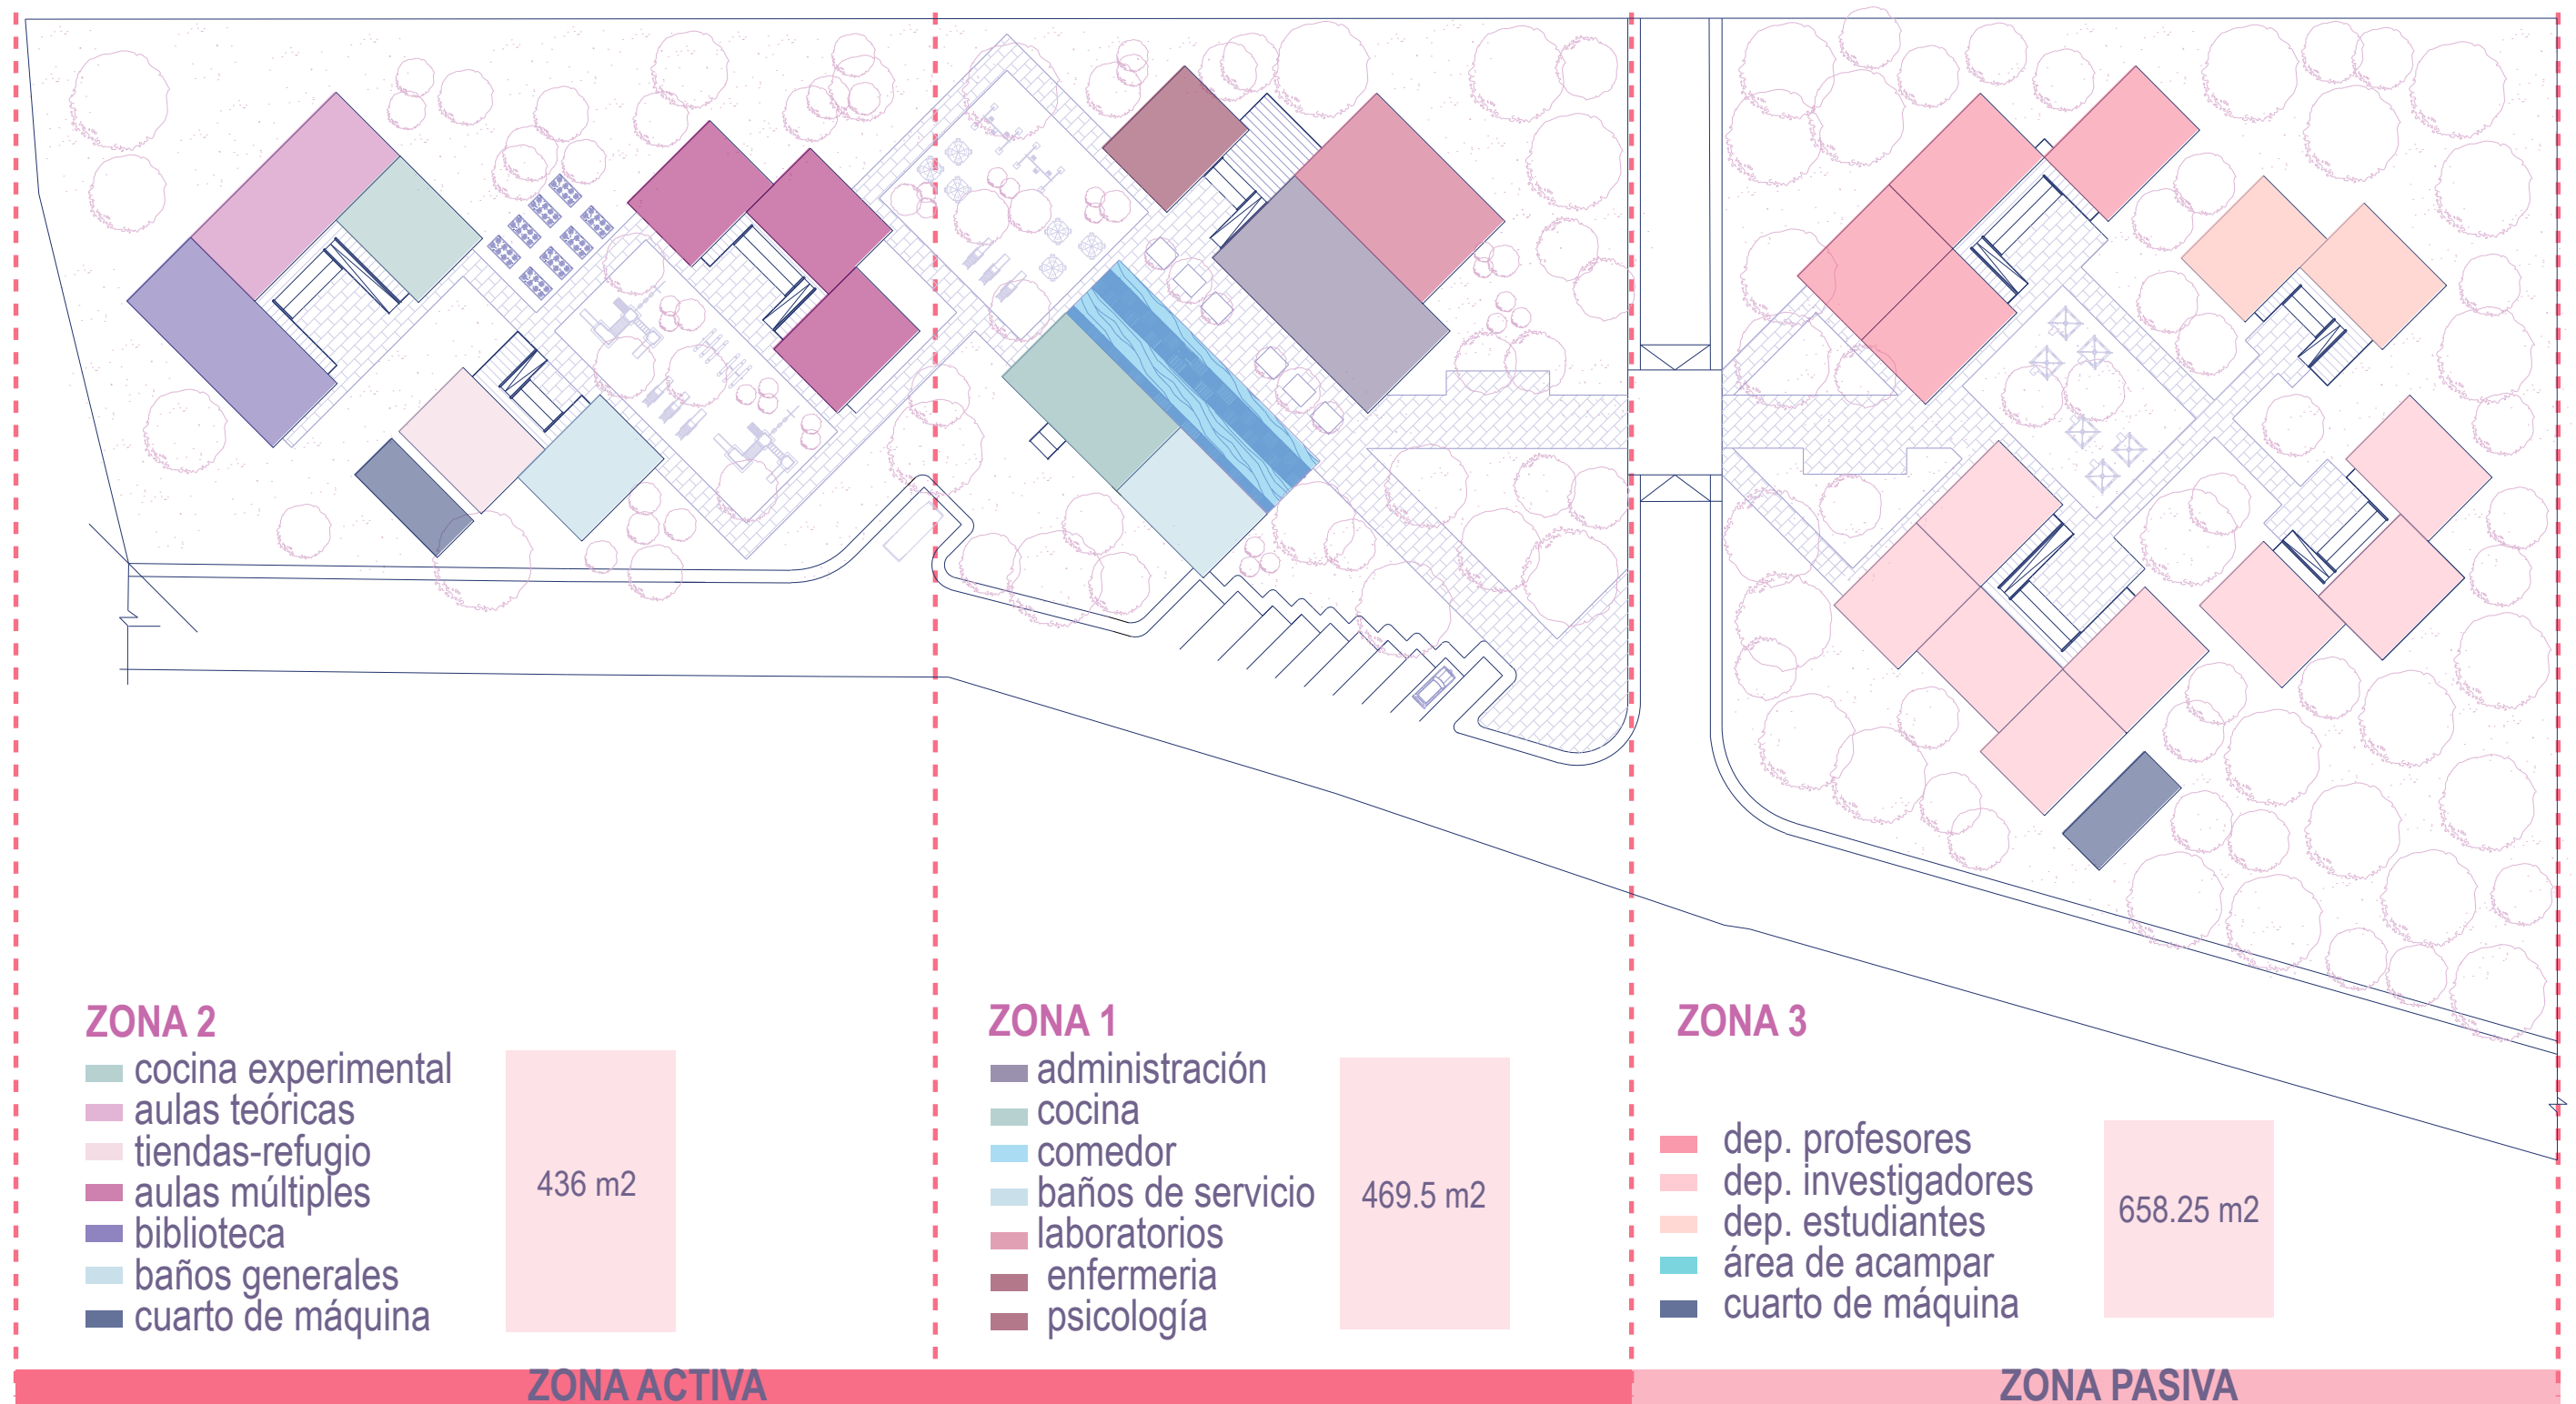 ZONA 2
cocina experimental
aulas teóricas
tiendas-refugio
aulas múltiples
biblioteca
baños generales
cuarto de máquina
436 m2
ZONA 1
administración
cocina
comedor
baños de servicio
laboratorios
enfermeria
psicología
469.5 m2
ZONA 3
dep. profesores
dep. investigadores
dep. estudiantes
área de acampar
cuarto de máquina
658.25 m2
ZONA ACTIVA
ZONA PASIVA